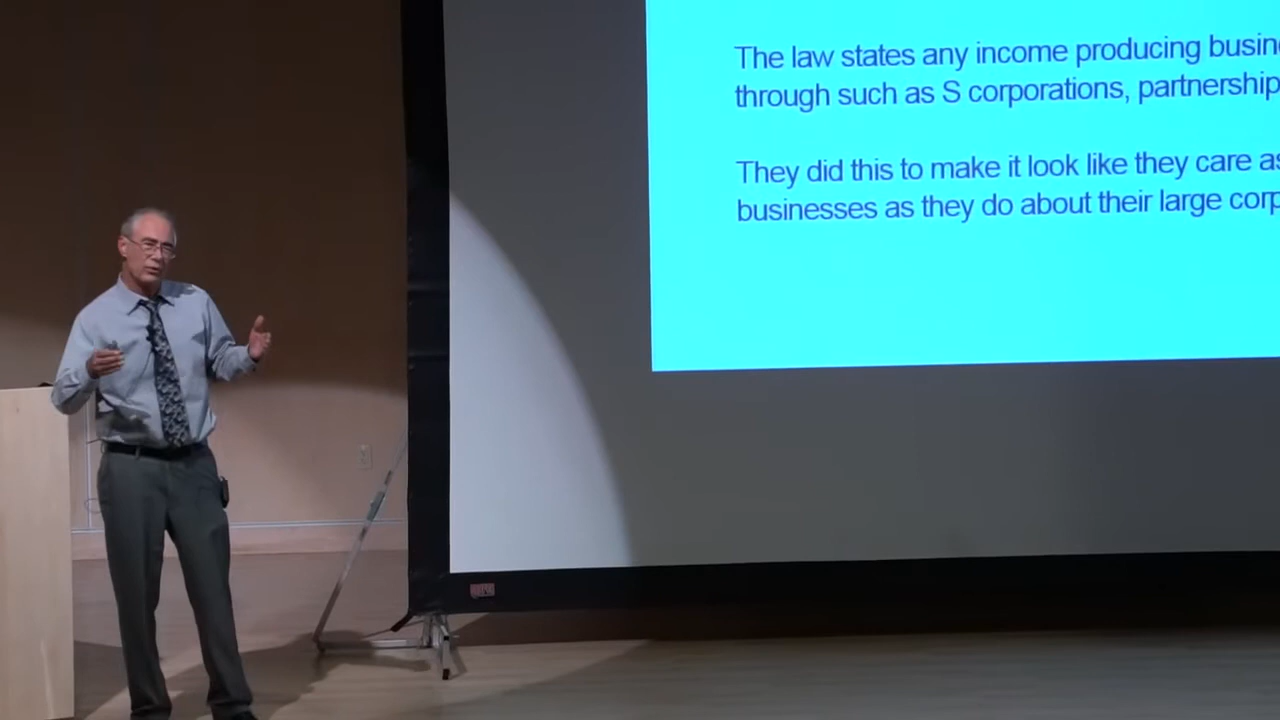 The law states any income producing busin
through such as S corporations, partnership
They did this to make it look like they care as
businesses as they do about their large corp